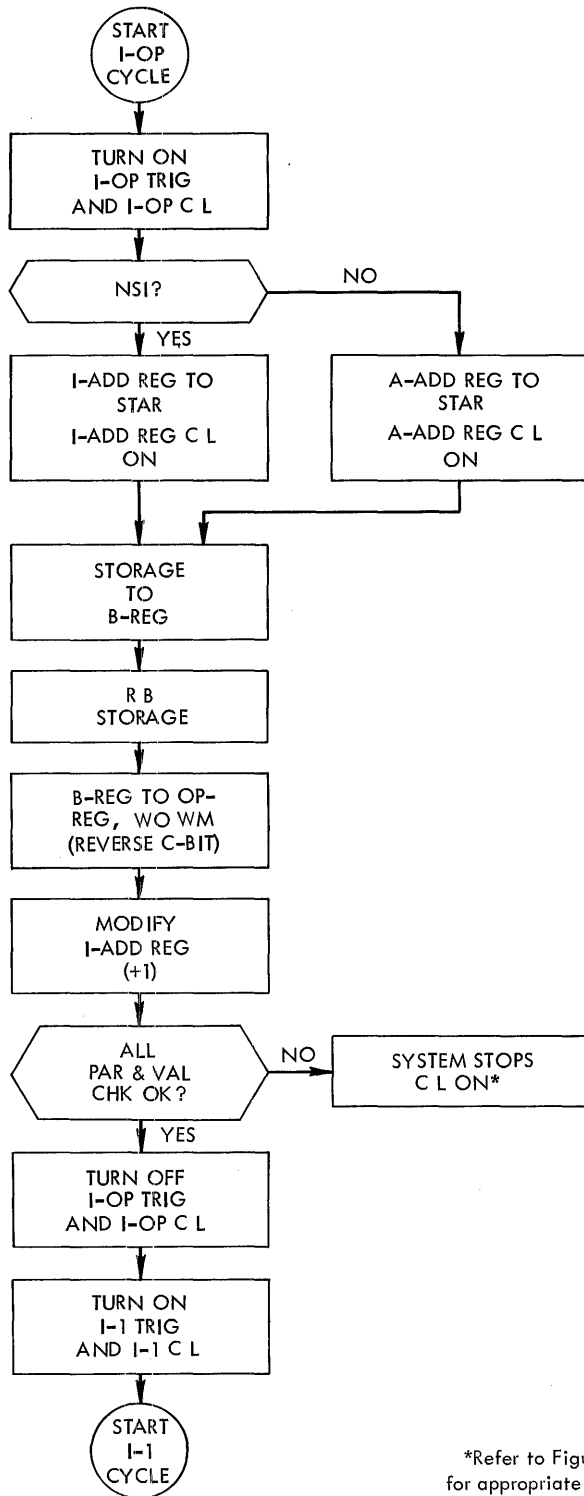 START
I-OP
CYCLE
TURN ON
I-OP TRIG
AND I-OP C L
NSI?
NO
YES
I-ADD REG TO
STAR
I-ADD REG C L
ON
A-ADD REG TO
STAR
A-ADD REG C L
ON
STORAGE
TO
B-REG
R B
STORAGE
B-REG TO OP-
REG, WO WM
(REVERSE C-BIT)
MODIFY
I-ADD REG
(+1)
ALL
PAR & VAL
CHK OK?
NO
SYSTEM STOPS
C L ON*
YES
TURN OFF
I-OP TRIG
AND I-OP C L
TURN ON
I-1 TRIG
AND I-1 C L
START
I-1
CYCLE
*Refer to Figu
for appropriate